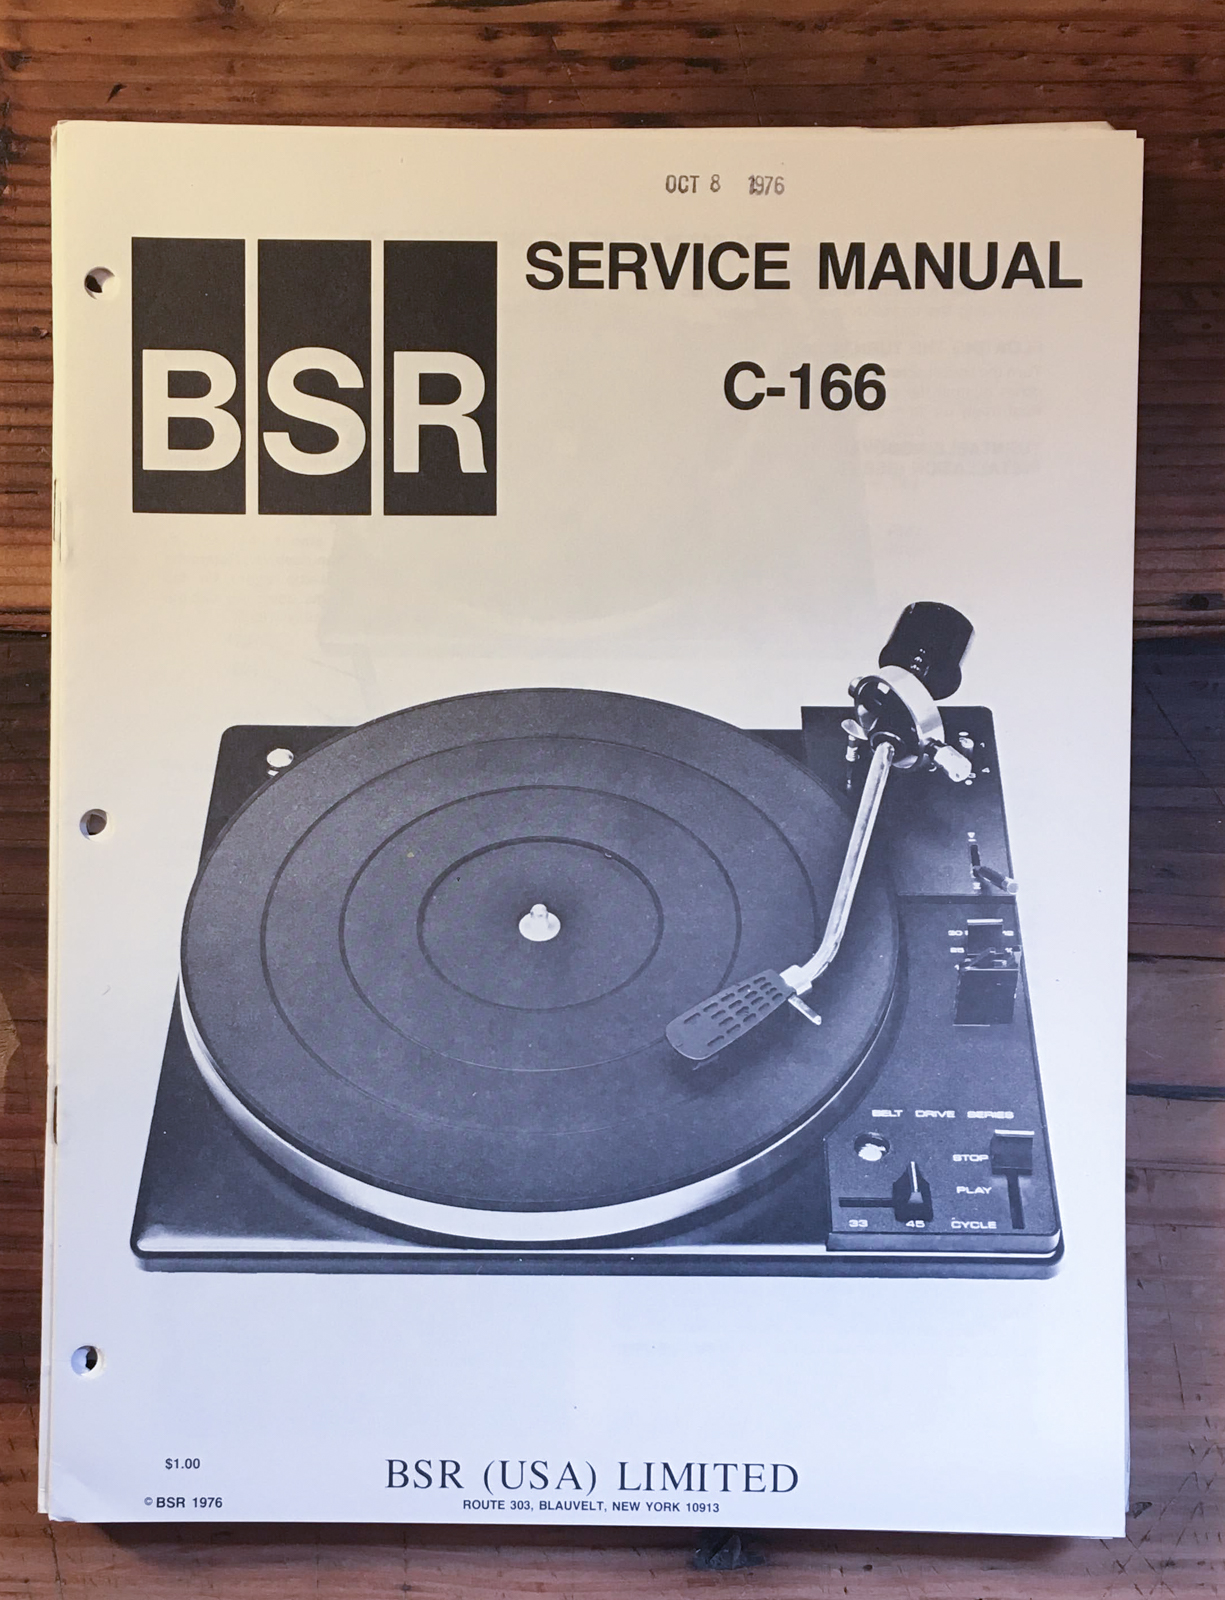 OCT 8 1976
BSR
SERVICE MANUAL
C-166
BELT DRIVE SERIES
STOP
PLAY
33 45 CYCLE
$1.00
© BSR 1976
BSR (USA) LIMITED
ROUTE 303, BLAUVELT, NEW YORK 10913